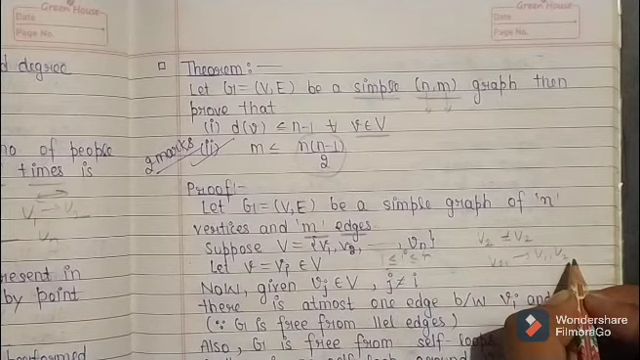 Green House
Date
Page No.
Green House
Date
Page No.
d degree
no of people
times is
present in
by point
Theorem :-
Let G = (V, E) be a simple (n, m) graph then
prove that
(i) d(v) ≤ n-1 ∀ v ∈ V
2 marks (ii) m ≤ n(n-1)/2
Proof :-
Let G = (V, E) be a simple graph of 'n'
vertices and 'm' edges.
Suppose V = {v₁, v₂, ---, vₙ}
1 ≤ i ≤ n
Let v = vᵢ ∈ V
Now, given vⱼ ∈ V, j ≠ i
there is atmost one edge b/w vᵢ and
(∵ G is free from llel edges)
Also, G is free from self-loops
Wondershare
FilmoraGo